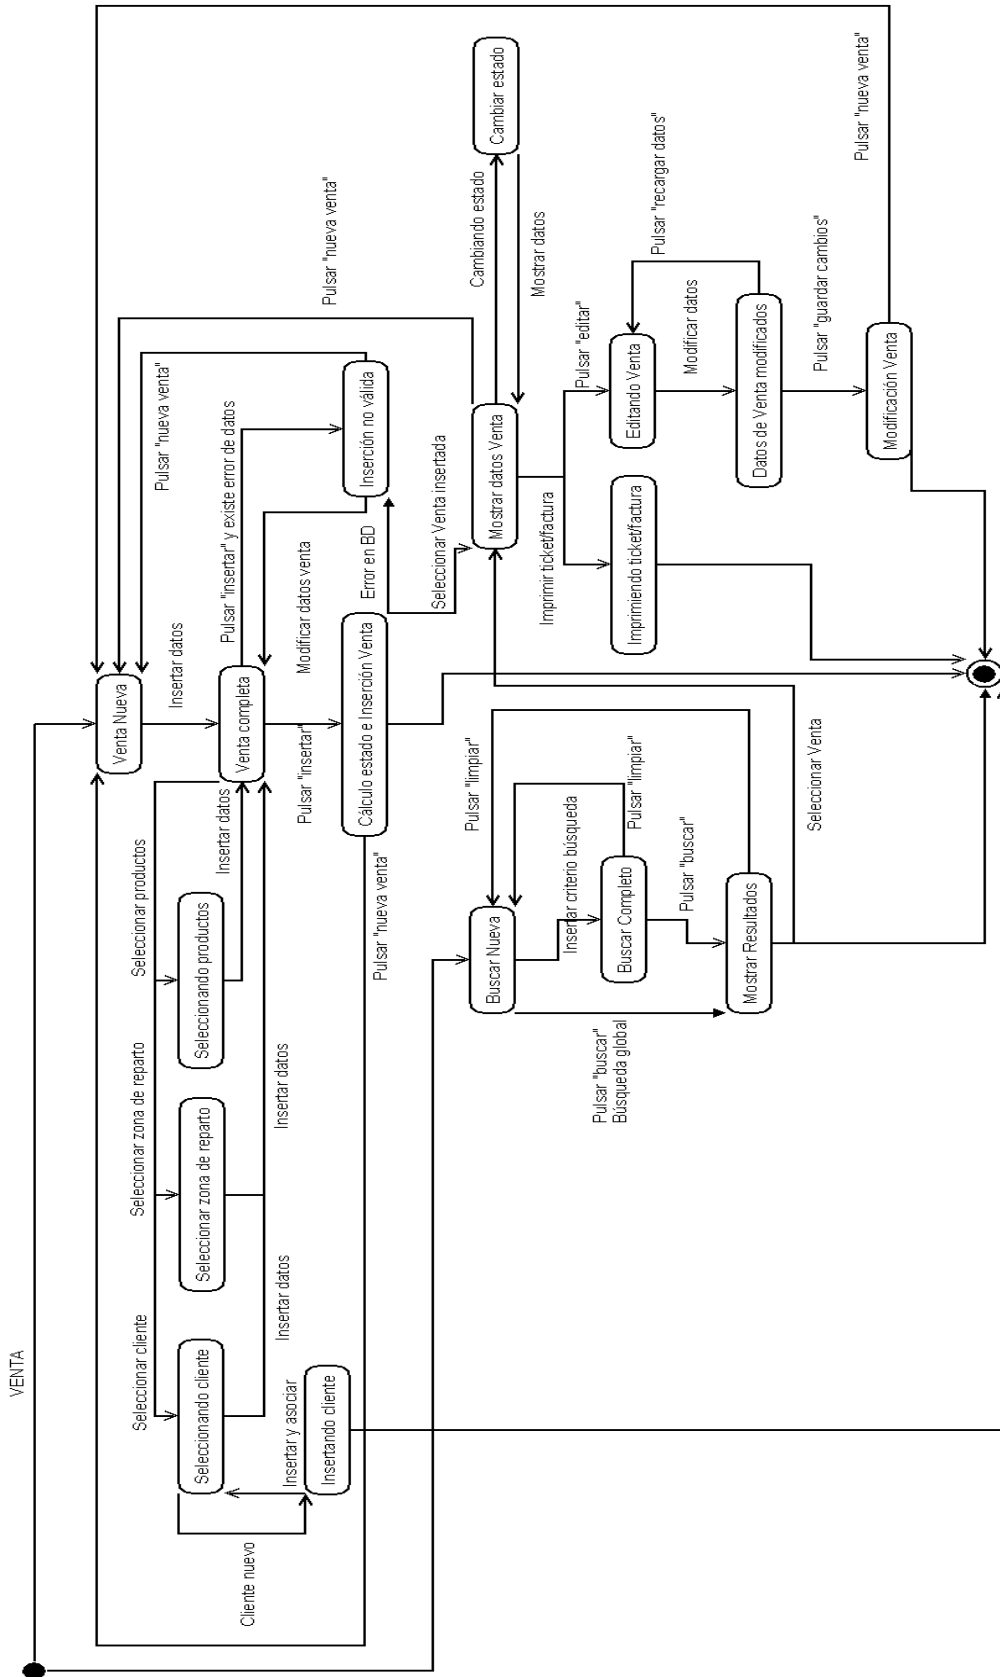 VENTA
Seleccionar cliente
Seleccionar zona de reparto
Seleccionar productos
Venta Nueva
Insertar datos
Pulsar "nueva venta"
Pulsar "nueva venta"
Pulsar "nueva venta"
Seleccionando cliente
Seleccionar zona de reparto
Seleccionando productos
Insertar datos
Venta completa
Pulsar "insertar" y existe error de datos
Cliente nuevo
Insertar y asociar
Insertar datos
Insertar datos
Pulsar "insertar"
Modificar datos venta
Insertando cliente
Cálculo estado e Inserción Venta
Inserción no válida
Error en BD
Pulsar "nueva venta"
Seleccionar Venta insertada
Cambiando estado
Cambiar estado
Mostrar datos
Buscar Nueva
Pulsar "limpiar"
Mostrar datos Venta
Insertar criterio búsqueda
Imprimir ticket/factura
Pulsar "editar"
Pulsar "buscar"
Búsqueda global
Buscar Completo
Pulsar "limpiar"
Imprimiendo ticket/factura
Editando Venta
Pulsar "recargar datos"
Pulsar "buscar"
Modificar datos
Mostrar Resultados
Datos de Venta modificados
Seleccionar Venta
Pulsar "guardar cambios"
Modificación Venta